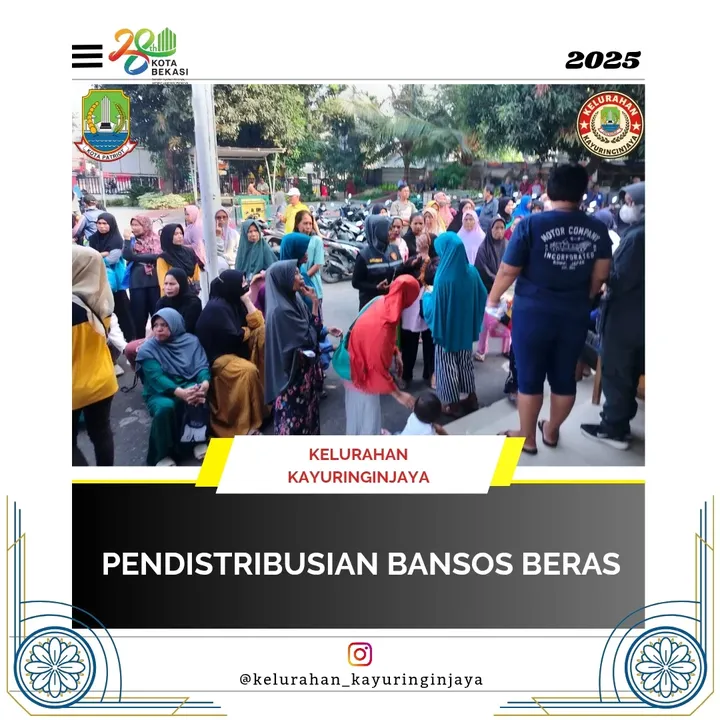 28th
KOTA
BEKASI
2025
KOTA PATRIOT
KELURAHAN
KAYURINGINJAYA
MOTOR COMPANY
INCORPORATED
KELURAHAN
KAYURINGINJAYA
PENDISTRIBUSIAN BANSOS BERAS
@kelurahan_kayuringinjaya